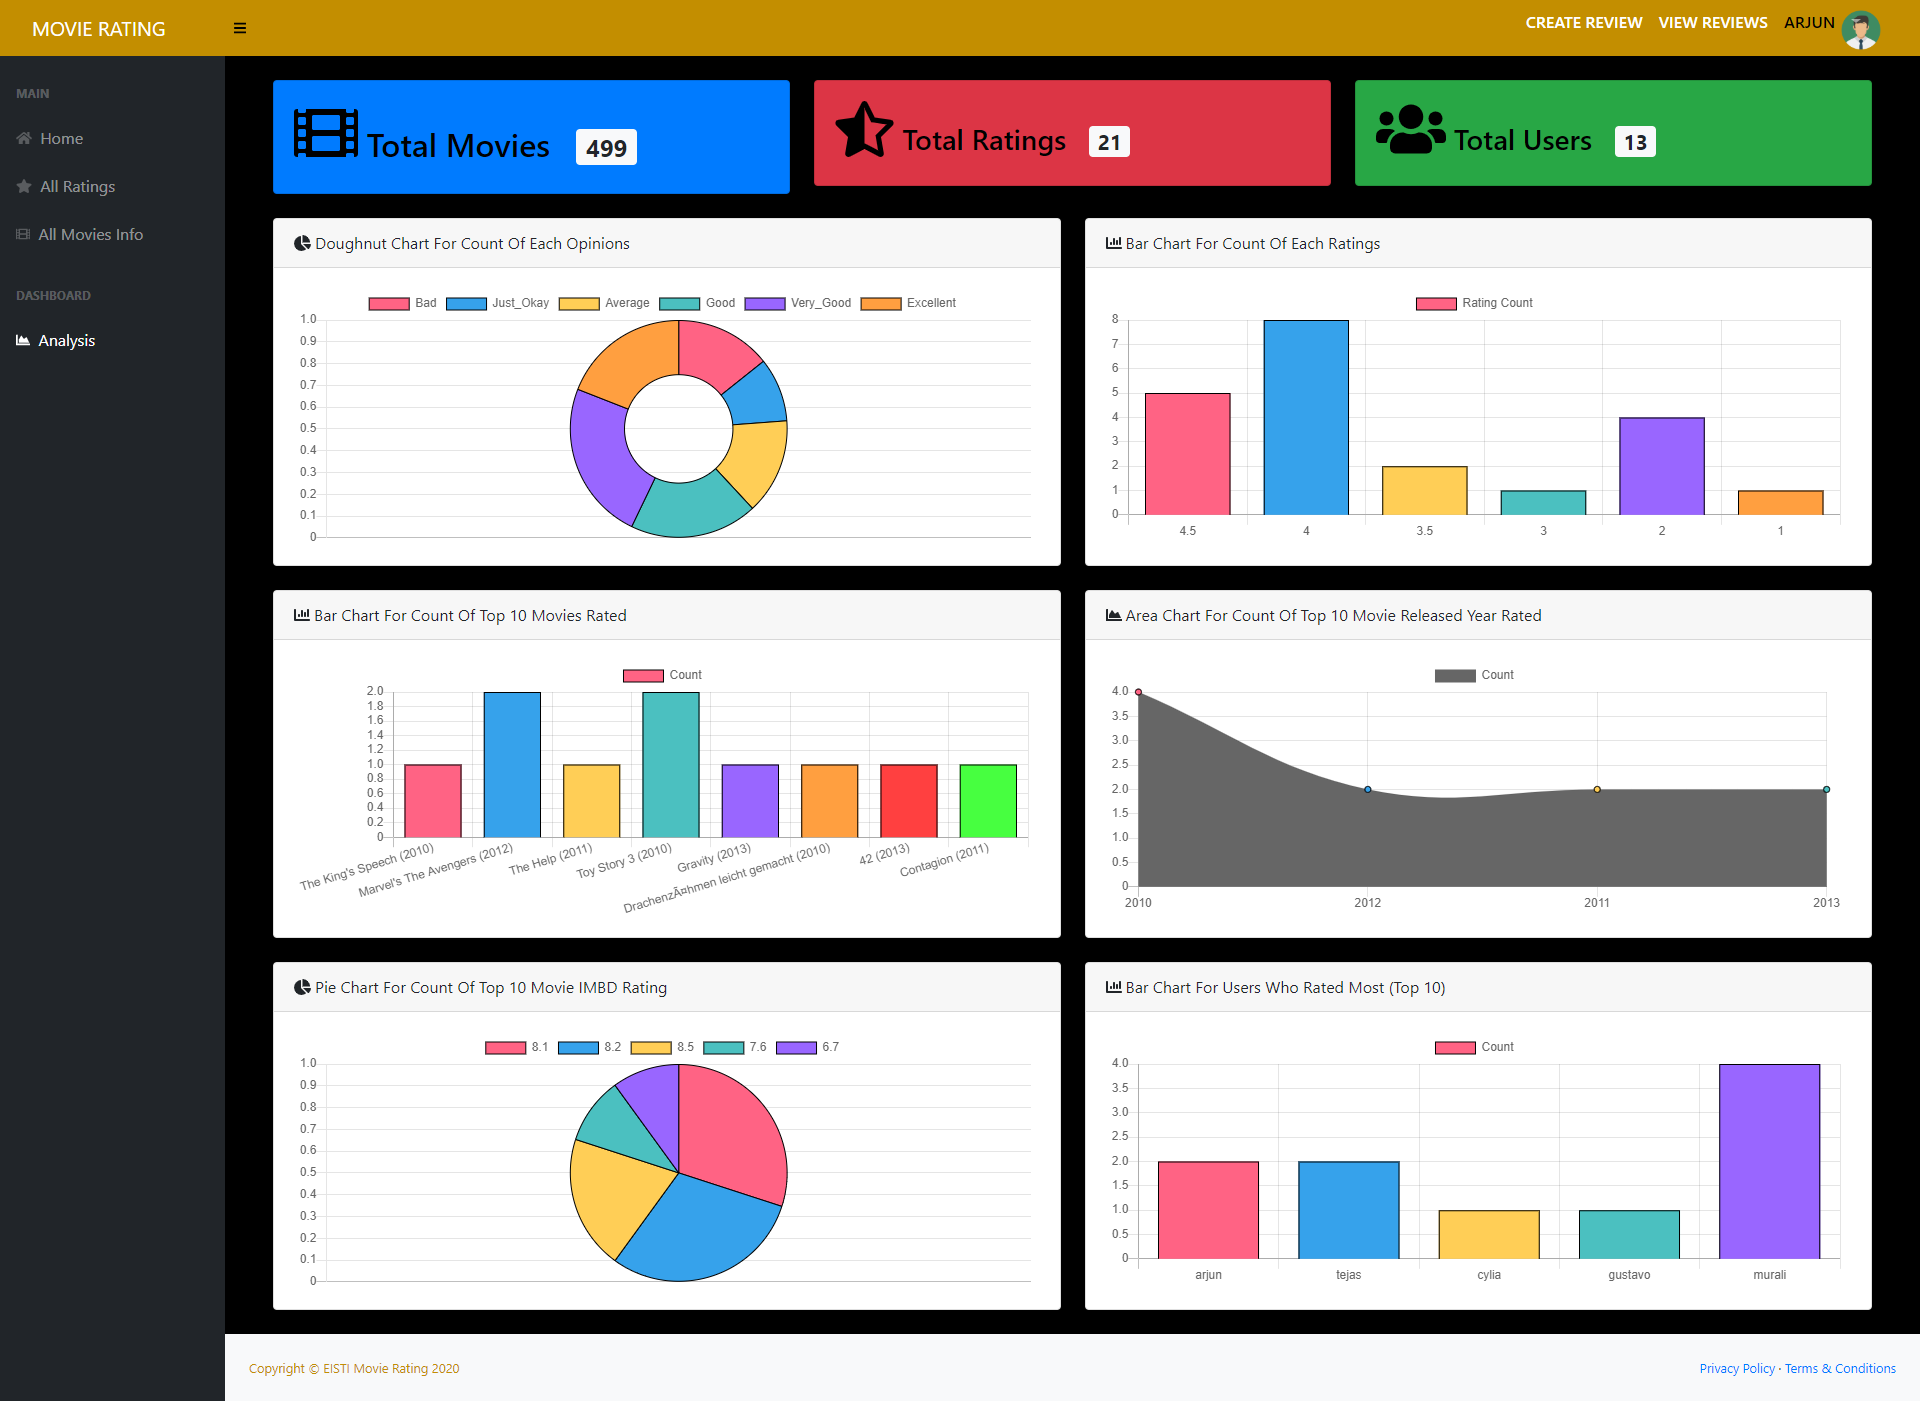 MOVIE RATING
CREATE REVIEW VIEW REVIEWS ARJUN
MAIN
Home
All Ratings
All Movies Info
DASHBOARD
Analysis
Total Movies 499
Total Ratings 21
Total Users 13
Doughnut Chart For Count Of Each Opinions
Bad Just_Okay Average Good Very_Good Excellent
1.0
0.9
0.8
0.7
0.6
0.5
0.4
0.3
0.2
0.1
0
Bar Chart For Count Of Each Ratings
Rating Count
8
7
6
5
4
3
2
1
0
4.5 4 3.5 3 2 1
Bar Chart For Count Of Top 10 Movies Rated
Count
2.0
1.8
1.6
1.4
1.2
1.0
0.8
0.6
0.4
0.2
0
The King's Speech (2010)
Marvel's The Avengers (2012)
The Help (2011)
Toy Story 3 (2010)
Gravity (2013)
DrachenzÃ¤hmen leicht gemacht (2010)
42 (2013)
Contagion (2011)
Area Chart For Count Of Top 10 Movie Released Year Rated
Count
4.0
3.5
3.0
2.5
2.0
1.5
1.0
0.5
0
2010 2012 2011 2013
Pie Chart For Count Of Top 10 Movie IMBD Rating
8.1 8.2 8.5 7.6 6.7
1.0
0.9
0.8
0.7
0.6
0.5
0.4
0.3
0.2
0.1
0
Bar Chart For Users Who Rated Most (Top 10)
Count
4.0
3.5
3.0
2.5
2.0
1.5
1.0
0.5
0
arjun tejas cylia gustavo murali
Copyright © EISTI Movie Rating 2020
Privacy Policy · Terms & Conditions